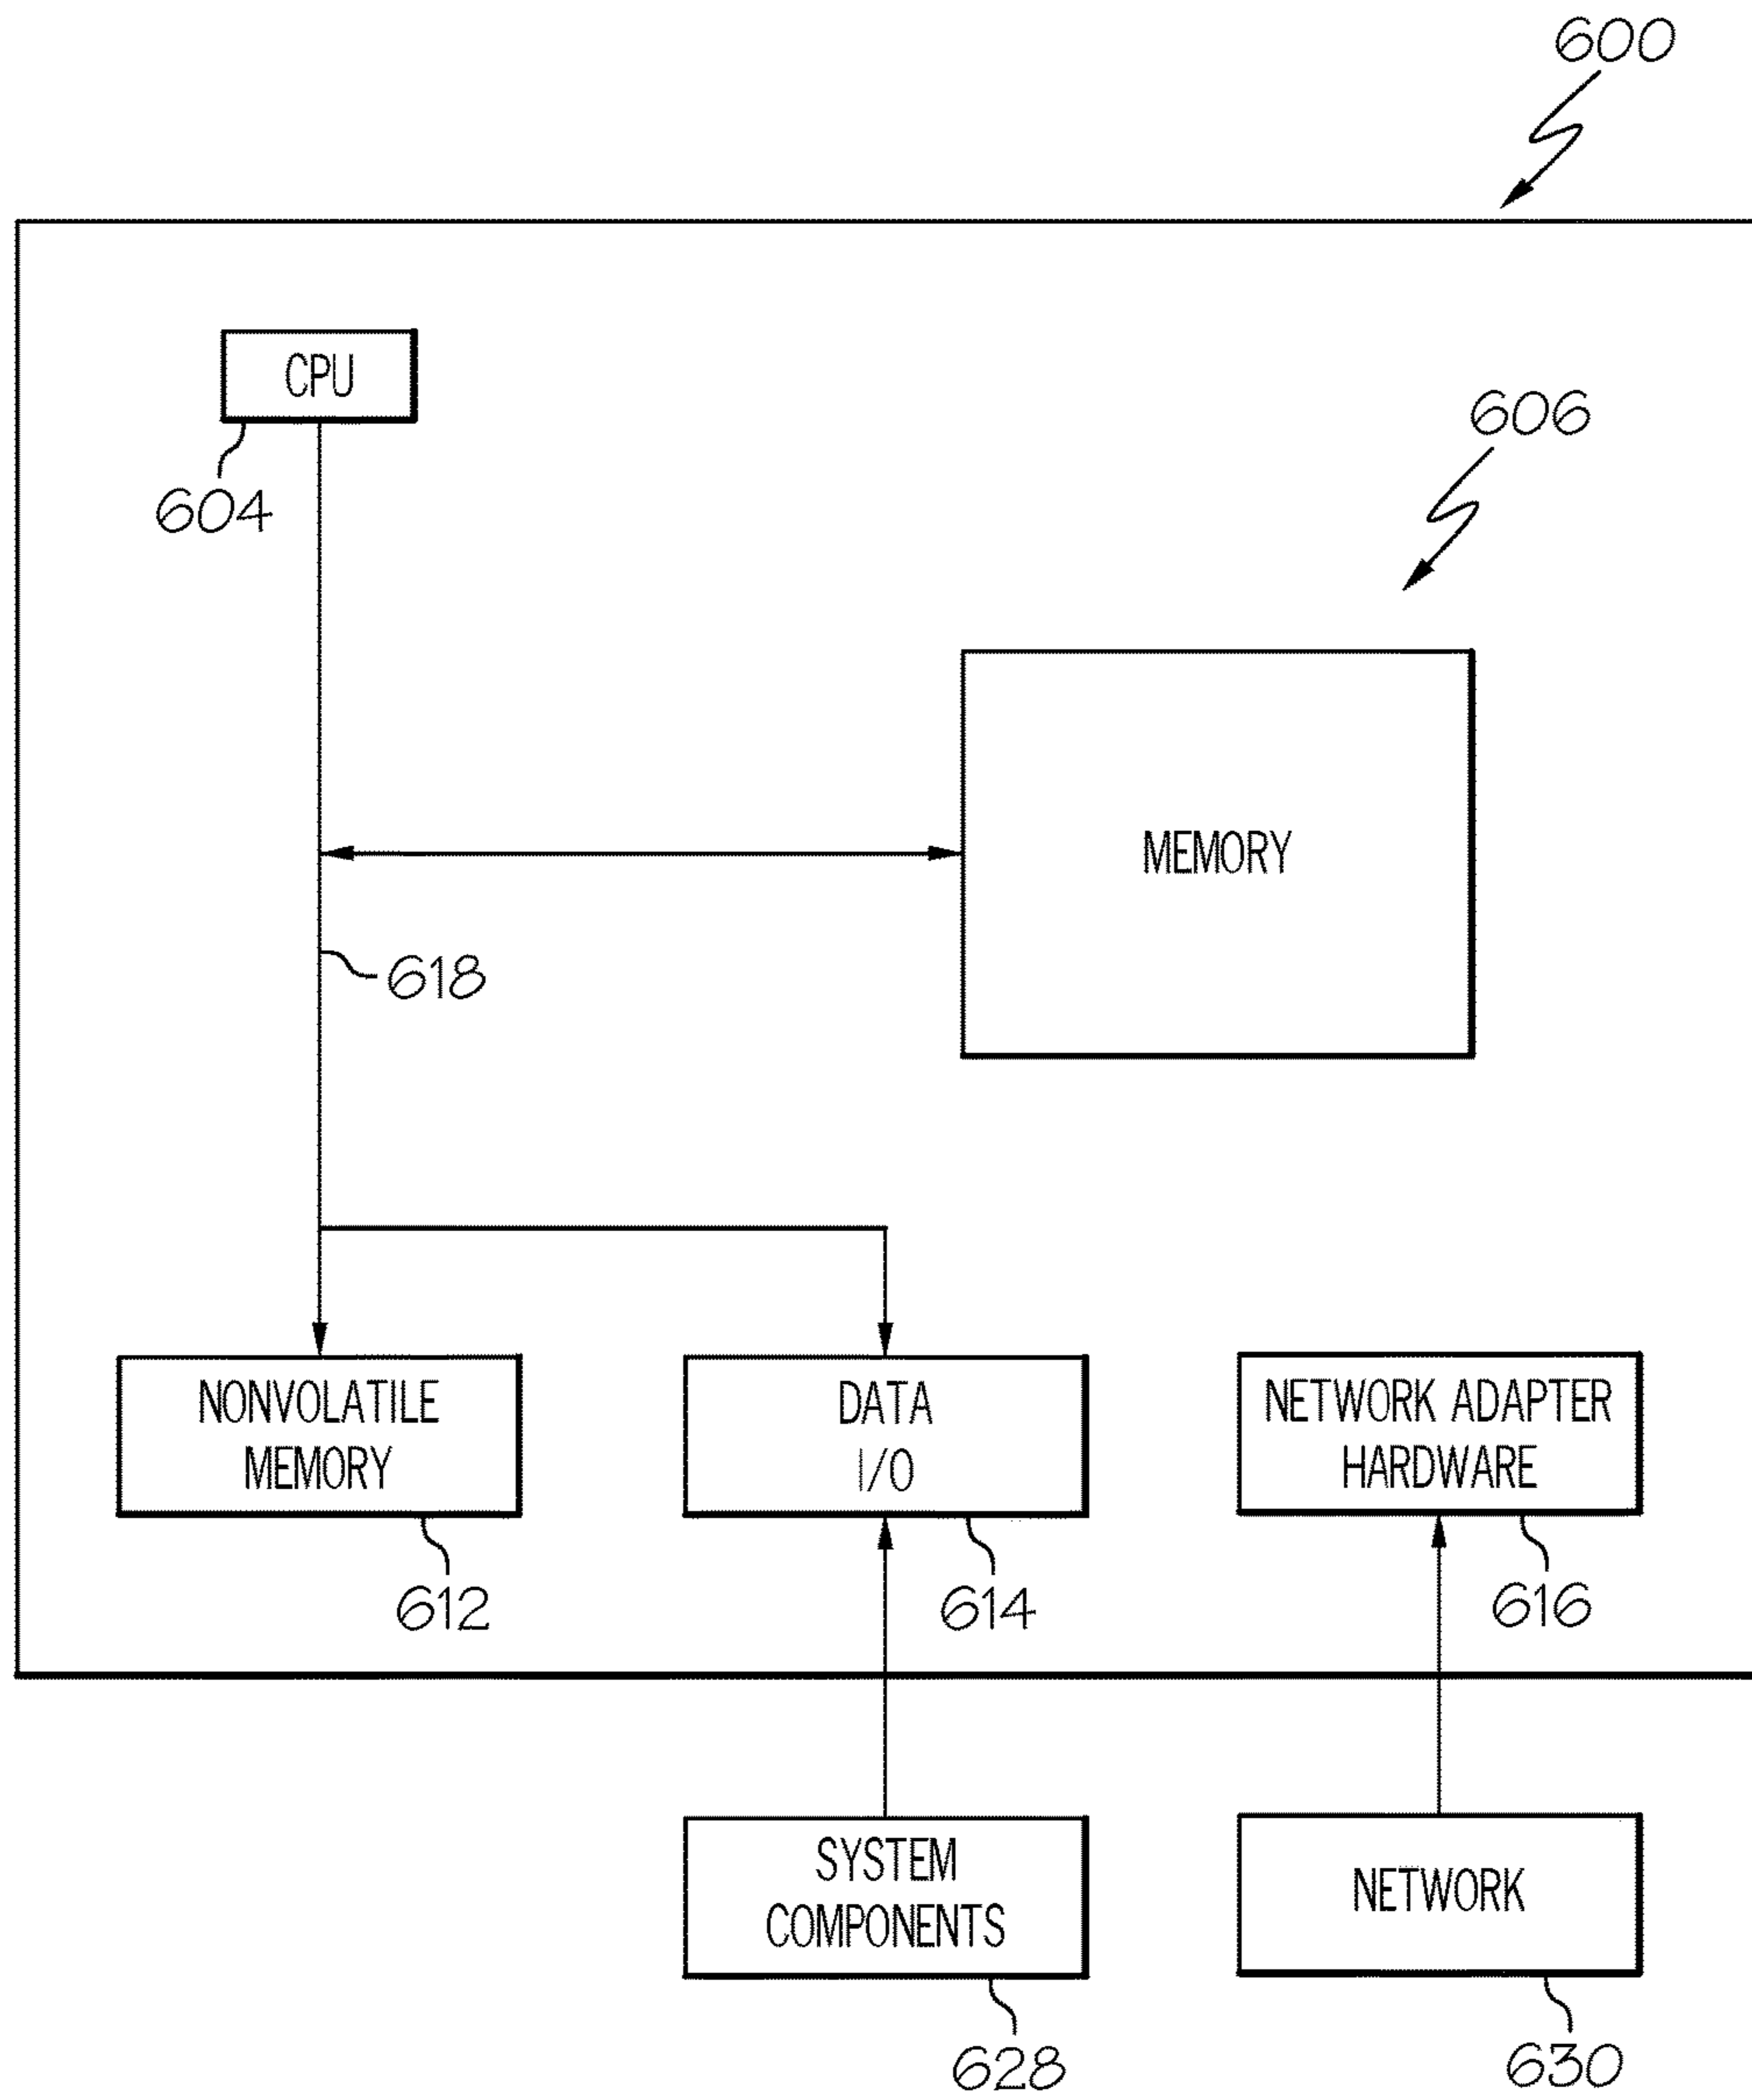 600
CPU
604
606
MEMORY
618
NONVOLATILE
MEMORY
612
DATA
I/O
614
NETWORK ADAPTER
HARDWARE
616
SYSTEM
COMPONENTS
628
NETWORK
630